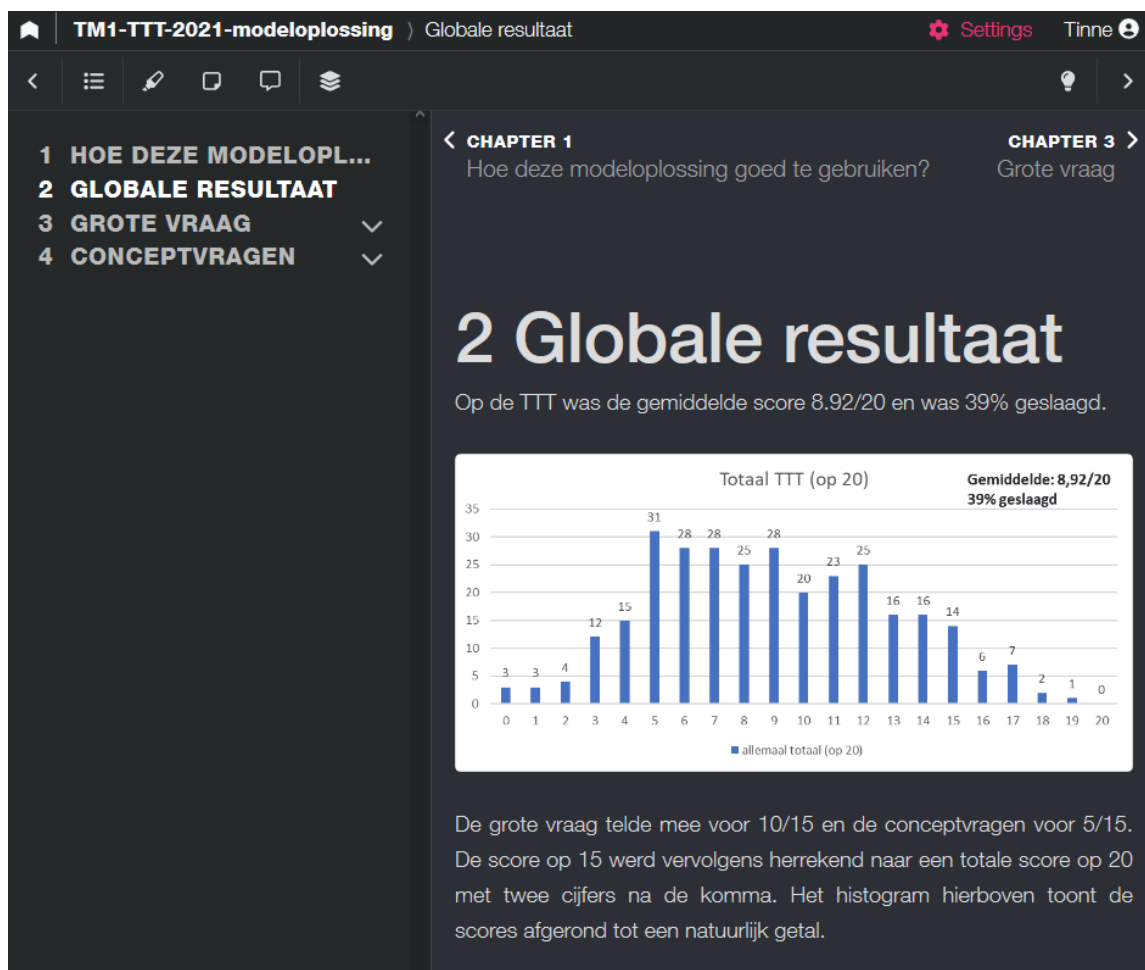 TM1-TTT-2021-modeloplossing ⟩ Globale resultaat
Settings
Tinne
1 HOE DEZE MODELOPL...
2 GLOBALE RESULTAAT
3 GROTE VRAAG
4 CONCEPTVRAGEN
CHAPTER 1
Hoe deze modeloplossing goed te gebruiken?
CHAPTER 3
Grote vraag
2 Globale resultaat
Op de TTT was de gemiddelde score 8.92/20 en was 39% geslaagd.
Totaal TTT (op 20)
Gemiddelde: 8,92/20
39% geslaagd
35
30
25
20
15
10
5
0
3 3 4 12 15 31 28 28 25 28 20 23 25 16 16 14 6 7 2 1 0
0 1 2 3 4 5 6 7 8 9 10 11 12 13 14 15 16 17 18 19 20
allemaal totaal (op 20)
De grote vraag telde mee voor 10/15 en de conceptvragen voor 5/15.
De score op 15 werd vervolgens herrekend naar een totale score op 20
met twee cijfers na de komma. Het histogram hierboven toont de
scores afgerond tot een natuurlijk getal.